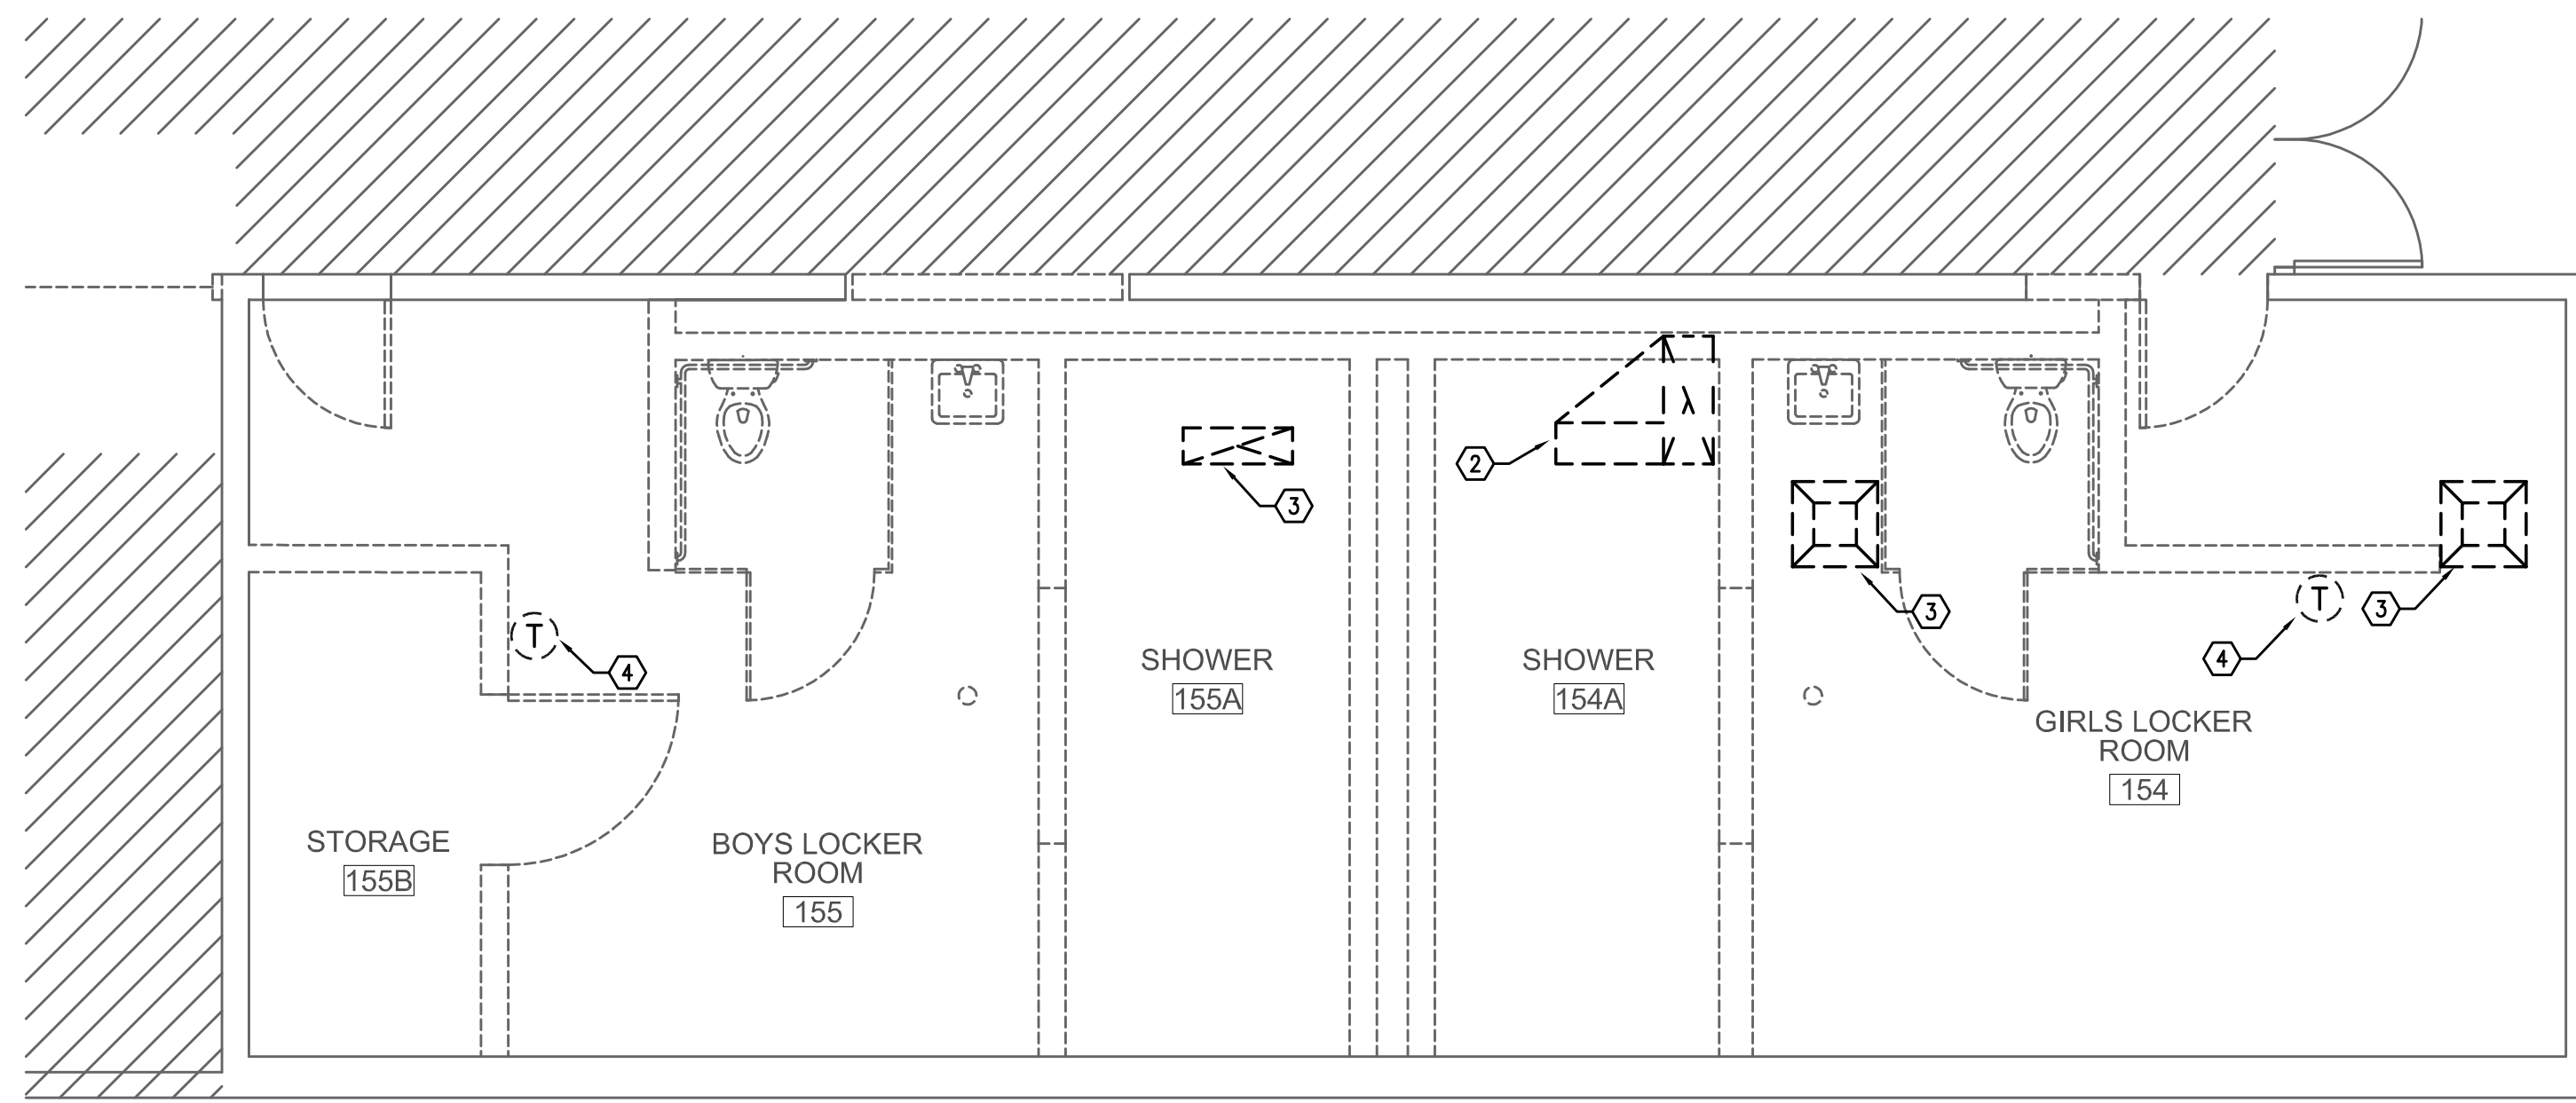 2
3
3
T
3
T
4
4
SHOWER
155A
SHOWER
154A
GIRLS LOCKER
ROOM
154
STORAGE
155B
BOYS LOCKER
ROOM
155